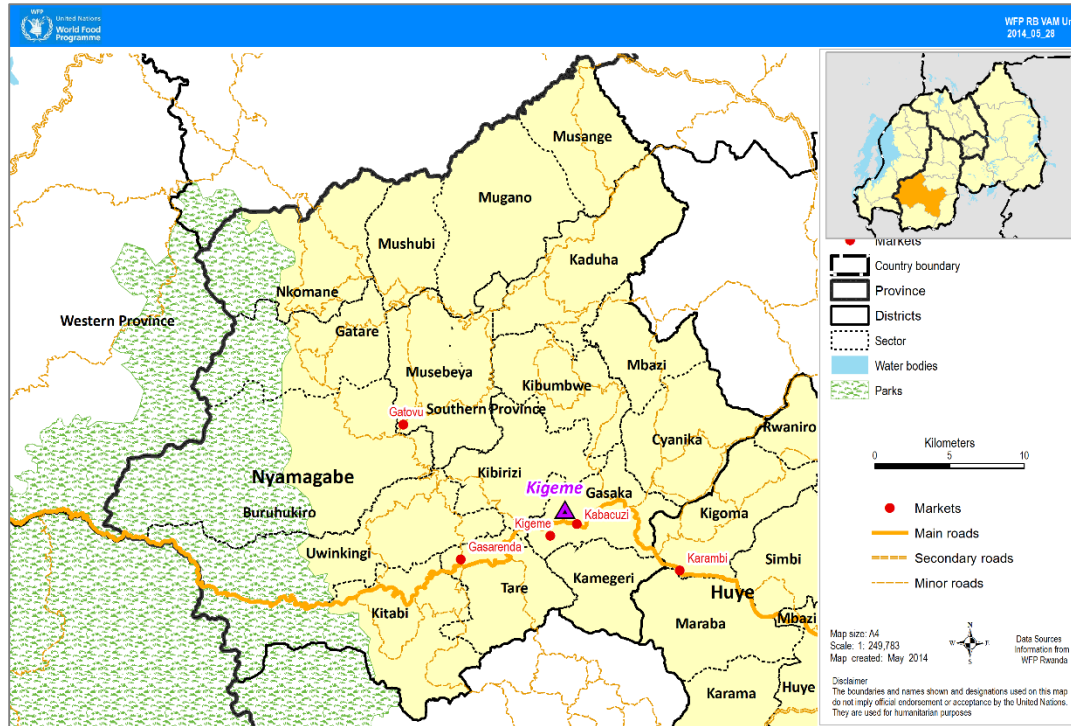 WFP
United Nations
World Food
Programme
WFP RB VAM Un
2014_05_28
Musange
Mugano
Mushubi
Kaduha
Nkomane
Western Province
Gatare
Musebeya
Mbazi
Kibumbwe
Gatovu
Southern Province
Rwaniro
Cyanika
Kibirizi
Nyamagabe
Kigeme
Gasaka
Buruhukiro
Kigeme
Kabacuzi
Kigoma
Uwinkingi
Gasarenda
Karambi
Simbi
Kamegeri
Tare
Huye
Kitabi
Maraba
Mbazi
Karama
Huye
Markets
Country boundary
Province
Districts
Sector
Water bodies
Parks
Kilometers
0 5 10
Markets
Main roads
Secondary roads
Minor roads
Map size: A4
Scale: 1: 249,783
Map created: May 2014
N
W E
S
Data Sources
Information from
WFP Rwanda
Disclaimer
The boundaries and names shown and designations used on this map
do not imply official endorsement or acceptance by the United Nations.
They are used for humanitarian purposes